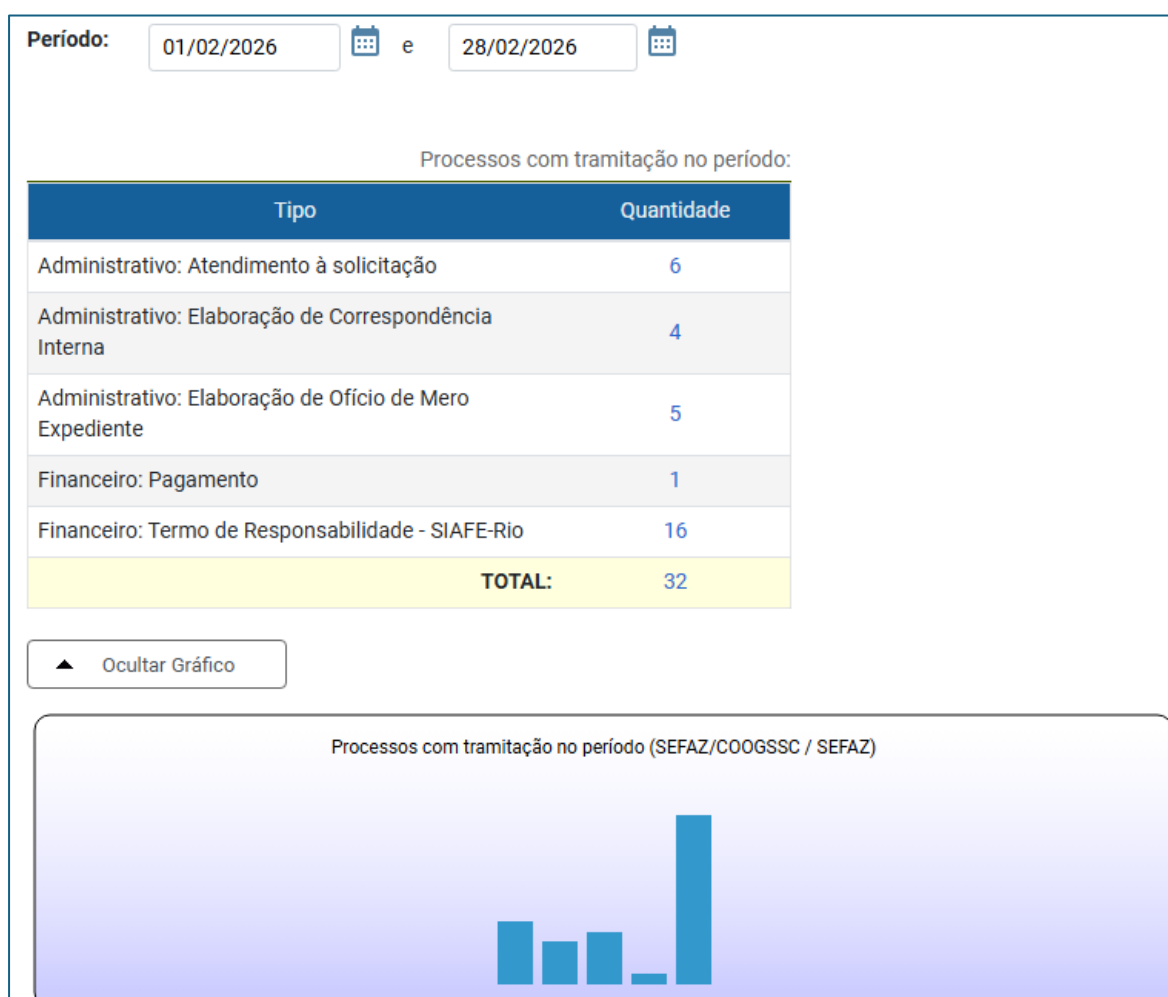 Período: 01/02/2026 e 28/02/2026
Processos com tramitação no período:
Tipo Quantidade
Administrativo: Atendimento à solicitação 6
Administrativo: Elaboração de Correspondência
Interna 4
Administrativo: Elaboração de Ofício de Mero
Expediente 5
Financeiro: Pagamento 1
Financeiro: Termo de Responsabilidade - SIAFE-Rio 16
TOTAL: 32
Ocultar Gráfico
Processos com tramitação no período (SEFAZ/COOGSSC / SEFAZ)